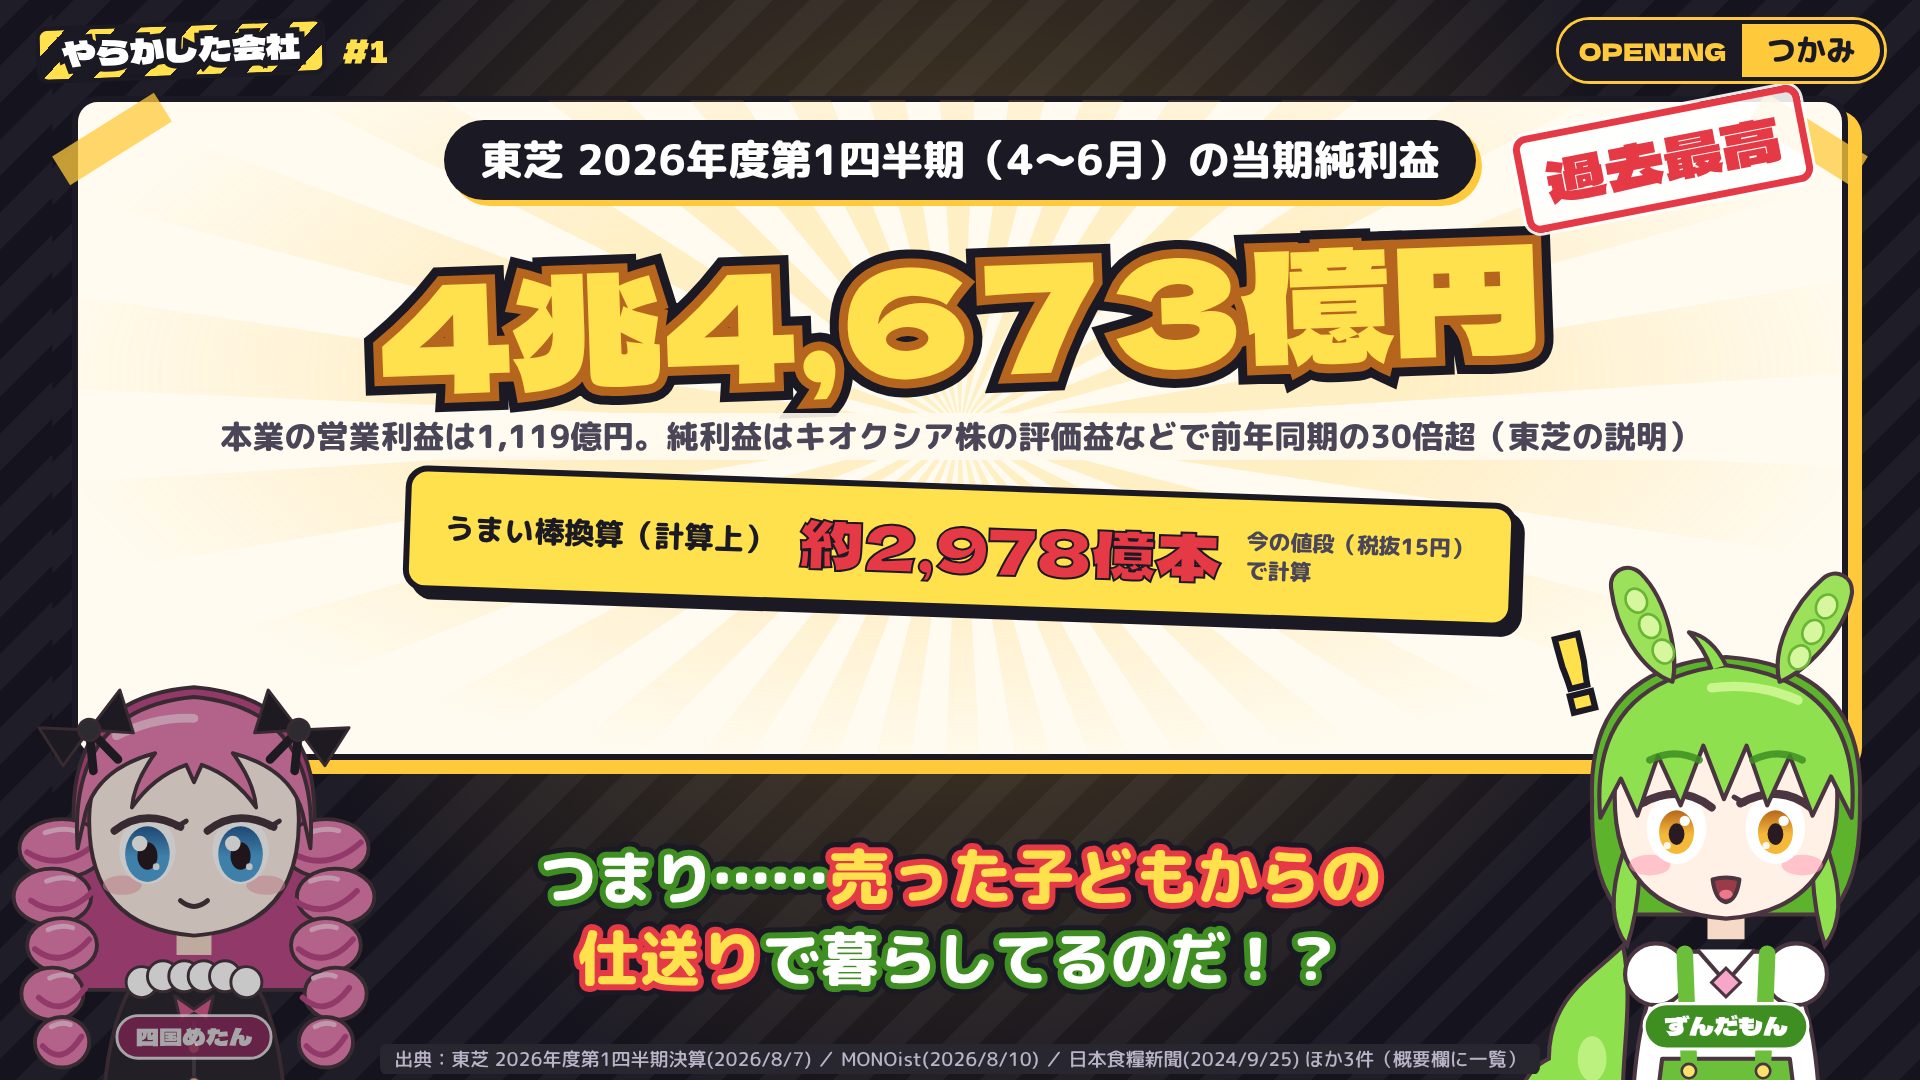 やらかした会社 #1
OPENING つかみ
東芝 2026年度第1四半期（4〜6月）の当期純利益
過去最高
4兆4,673億円
本業の営業利益は1,119億円。純利益はキオクシア株の評価益などで前年同期の30倍超（東芝の説明）
うまい棒換算（計算上） 約2,978億本 今の値段（税抜15円）
で計算
!
つまり……売った子どもからの
仕送りで暮らしてるのだ！？
四国めたん
ずんだもん
出典：東芝 2026年度第1四半期決算(2026/8/7) ／ MONOist(2026/8/10) ／ 日本食糧新聞(2024/9/25) ほか3件（概要欄に一覧）